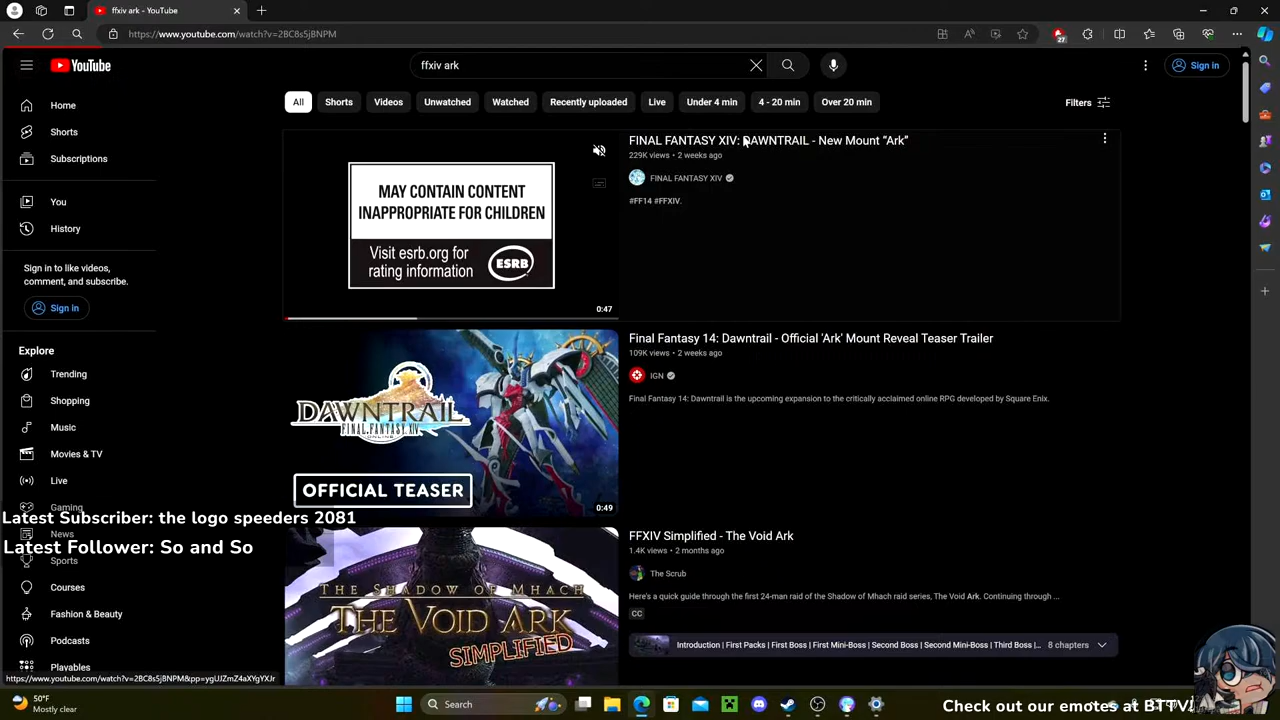 ffxiv ark - YouTube
https://www.youtube.com/watch?v=2BC8s5jBNPM
27
YouTube
ffxiv ark
Sign in
Home
Shorts
Subscriptions
You
History
Sign in to like videos,
comment, and subscribe.
Sign in
Explore
Trending
Shopping
Music
Movies & TV
Live
Gaming
News
Sports
Courses
Fashion & Beauty
Podcasts
Playables
All
Shorts
Videos
Unwatched
Watched
Recently uploaded
Live
Under 4 min
4 - 20 min
Over 20 min
Filters
MAY CONTAIN CONTENT
INAPPROPRIATE FOR CHILDREN
Visit esrb.org for
rating information
ESRB
0:47
FINAL FANTASY XIV: DAWNTRAIL - New Mount “Ark”
229K views • 2 weeks ago
FINAL FANTASY XIV
#FF14 #FFXIV.
DAWNTRAIL
FINAL FANTASY XIV
ONLINE
OFFICIAL TEASER
0:49
Final Fantasy 14: Dawntrail - Official 'Ark' Mount Reveal Teaser Trailer
109K views • 2 weeks ago
IGN
Final Fantasy 14: Dawntrail is the upcoming expansion to the critically acclaimed online RPG developed by Square Enix.
THE SHADOW OF MHACH
THE VOID ARK
SIMPLIFIED
FFXIV Simplified - The Void Ark
1.4K views • 2 months ago
The Scrub
Here's a quick guide through the first 24-man raid of the Shadow of Mhach raid series, The Void Ark. Continuing through ...
CC
Introduction | First Packs | First Boss | First Mini-Boss | Second Boss | Second Mini-Boss | Third Boss |...
8 chapters
Latest Subscriber: the logo speeders 2081
Latest Follower: So and So
https://www.youtube.com/watch?v=2BC8s5jBNPM&pp=ygUJZmZ4aXYgYXJr
50°F
Mostly clear
Search
Check out our emotes at BTTV